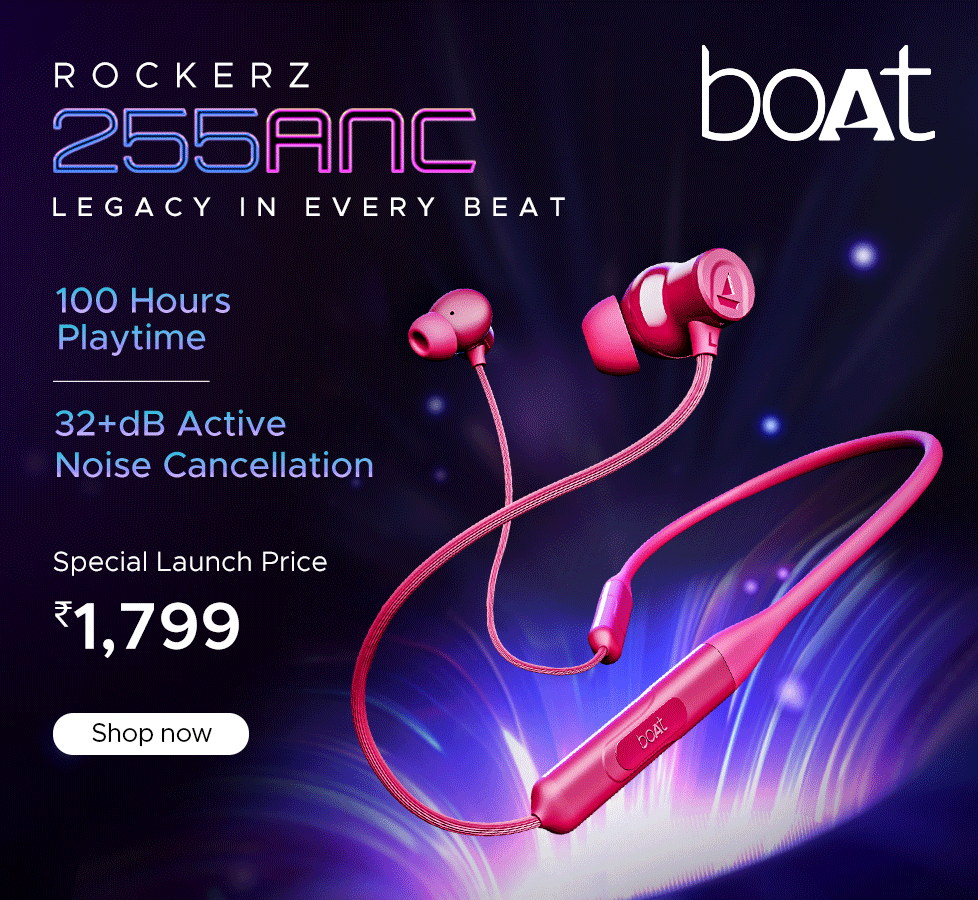 ROCKERZ
boAt
255ANC
LEGACY IN EVERY BEAT
100 Hours
Playtime
32+dB Active
Noise Cancellation
Special Launch Price
₹1,799
Shop now
L
boAt